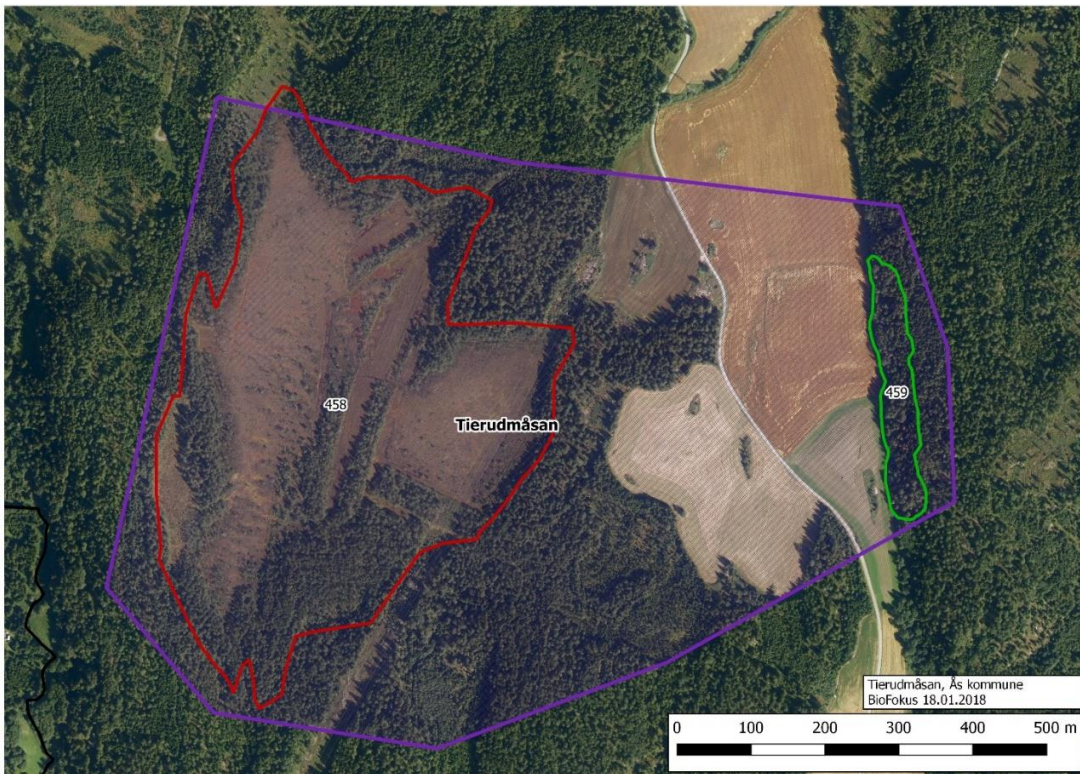 459
458
Tierudmåsan
Tierudmåsan, Ås kommune
BioFokus 18.01.2018
0 100 200 300 400 500 m